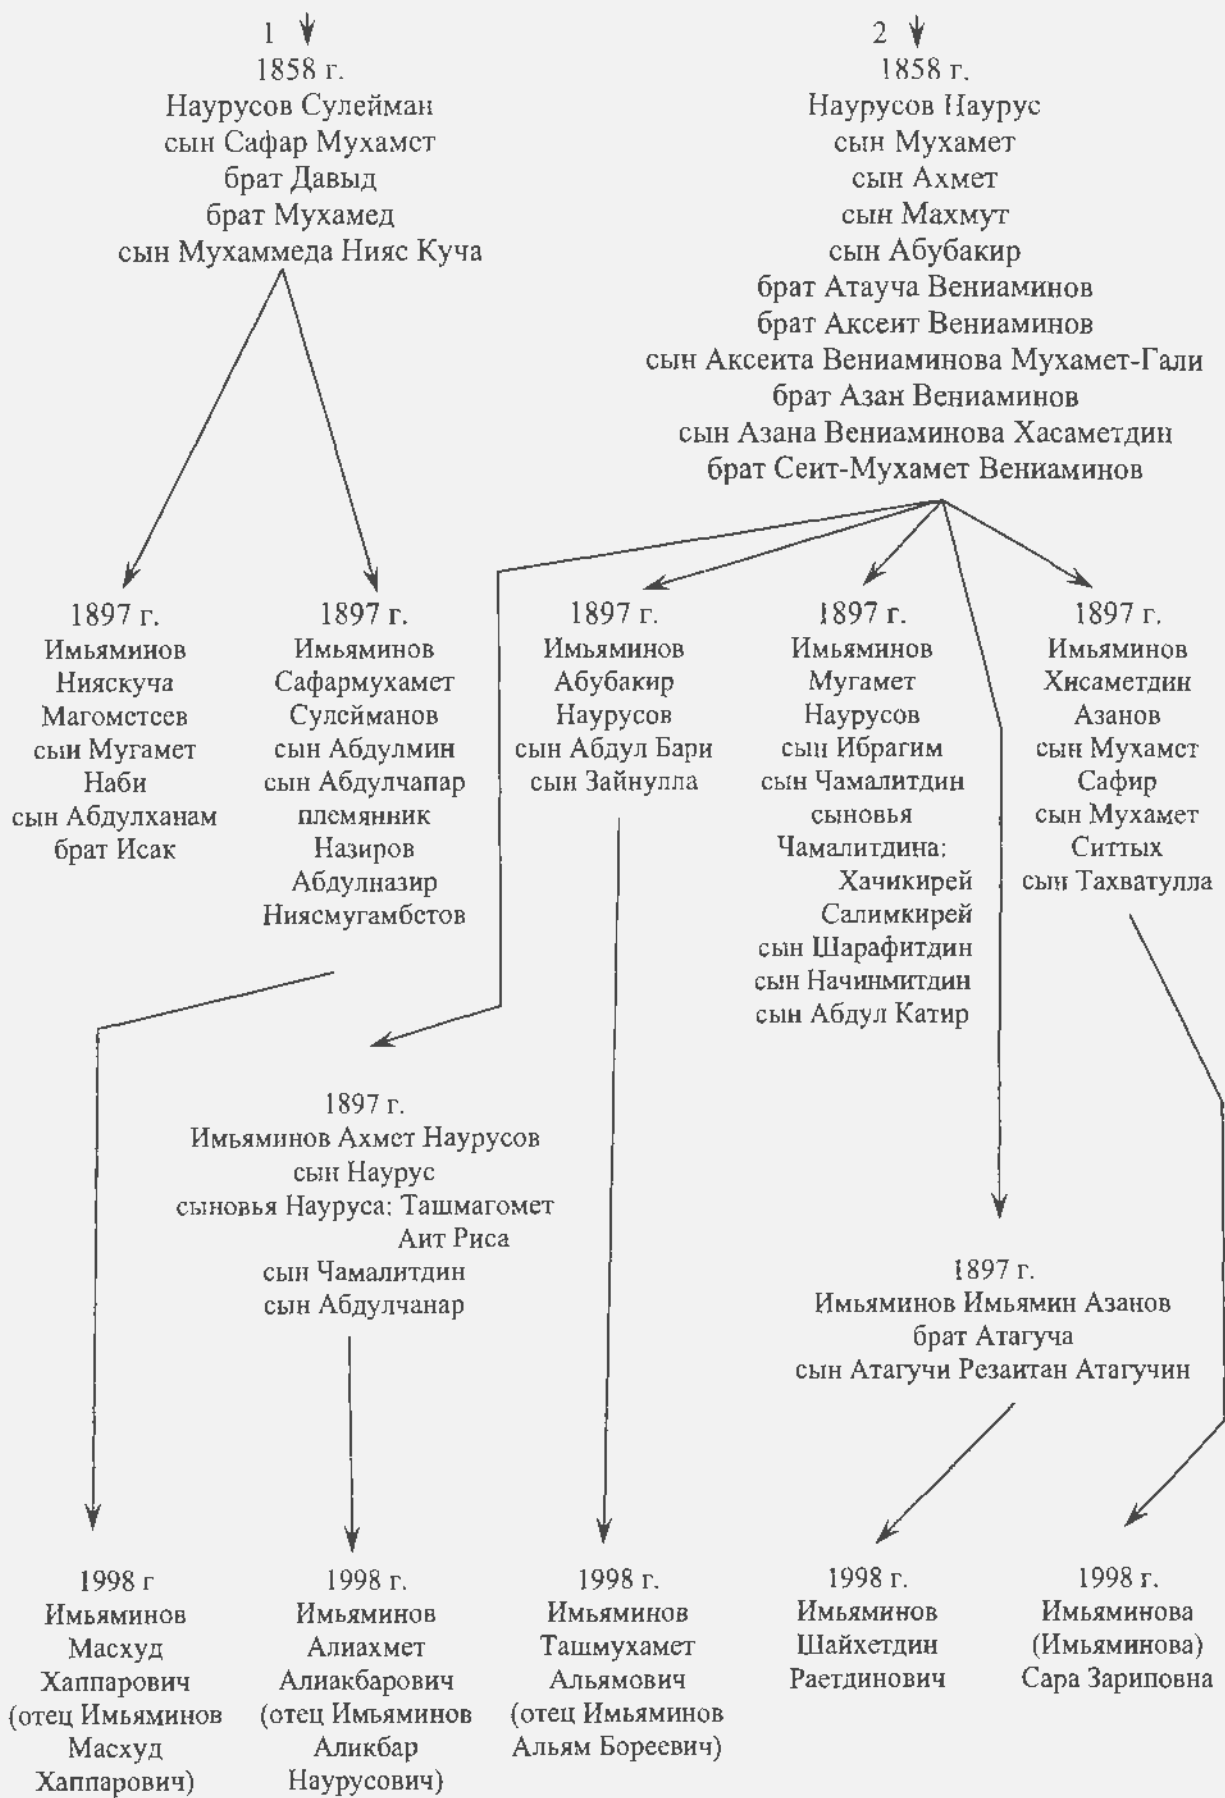 1
1858 г.
Наурусов Сулейман
сын Сафар Мухамет
брат Давыд
брат Мухамед
сын Мухаммеда Нияс Куча
2
1858 г.
Наурусов Наурус
сын Мухамет
сын Ахмет
сын Махмут
сын Абубакир
брат Атауча Вениаминов
брат Аксеит Вениаминов
сын Аксеита Вениаминова Мухамет-Гали
брат Азан Вениаминов
сын Азана Вениаминова Хасаметдин
брат Сеит-Мухамет Вениаминов
1897 г.
Имьяминов
Нияскуча
Магометеев
сын Мугамет
Наби
сын Абдулханам
брат Исак
1897 г.
Имьяминов
Сафармухамет
Сулейманов
сын Абдулмин
сын Абдулчапар
племянник
Назиров
Абдулназир
Ниясмугамбетов
1897 г.
Имьяминов
Абубакир
Наурусов
сын Абдул Бари
сын Зайнулла
1897 г.
Имьяминов
Мугамет
Наурусов
сын Ибрагим
сын Чамалитдин
сыновья
Чамалитдина:
Хачикирей
Салимкирей
сын Шарафитдин
сын Начинмитдин
сын Абдул Катир
1897 г.
Имьяминов
Хисаметдин
Азанов
сын Мухамет
Сафир
сын Мухамет
Ситтых
сын Тахватулла
1897 г.
Имьяминов Ахмет Наурусов
сын Наурус
сыновья Науруса: Ташмагомет
Аит Риса
сын Чамалитдин
сын Абдулчанар
1897 г.
Имьяминов Имьямин Азанов
брат Атагуча
сын Атагучи Резаитан Атагучин
1998 г
Имьяминов
Масхуд
Хаппарович
(отец Имьяминов
Масхуд
Хаппарович)
1998 г.
Имьяминов
Алиахмет
Алиакбарович
(отец Имьяминов
Аликбар
Наурусович)
1998 г.
Имьяминов
Ташмухамет
Альямович
(отец Имьяминов
Альям Бореевич)
1998 г.
Имьяминов
Шайхетдин
Раетдинович
1998 г.
Имьяминова
(Имьяминова)
Сара Зариповна